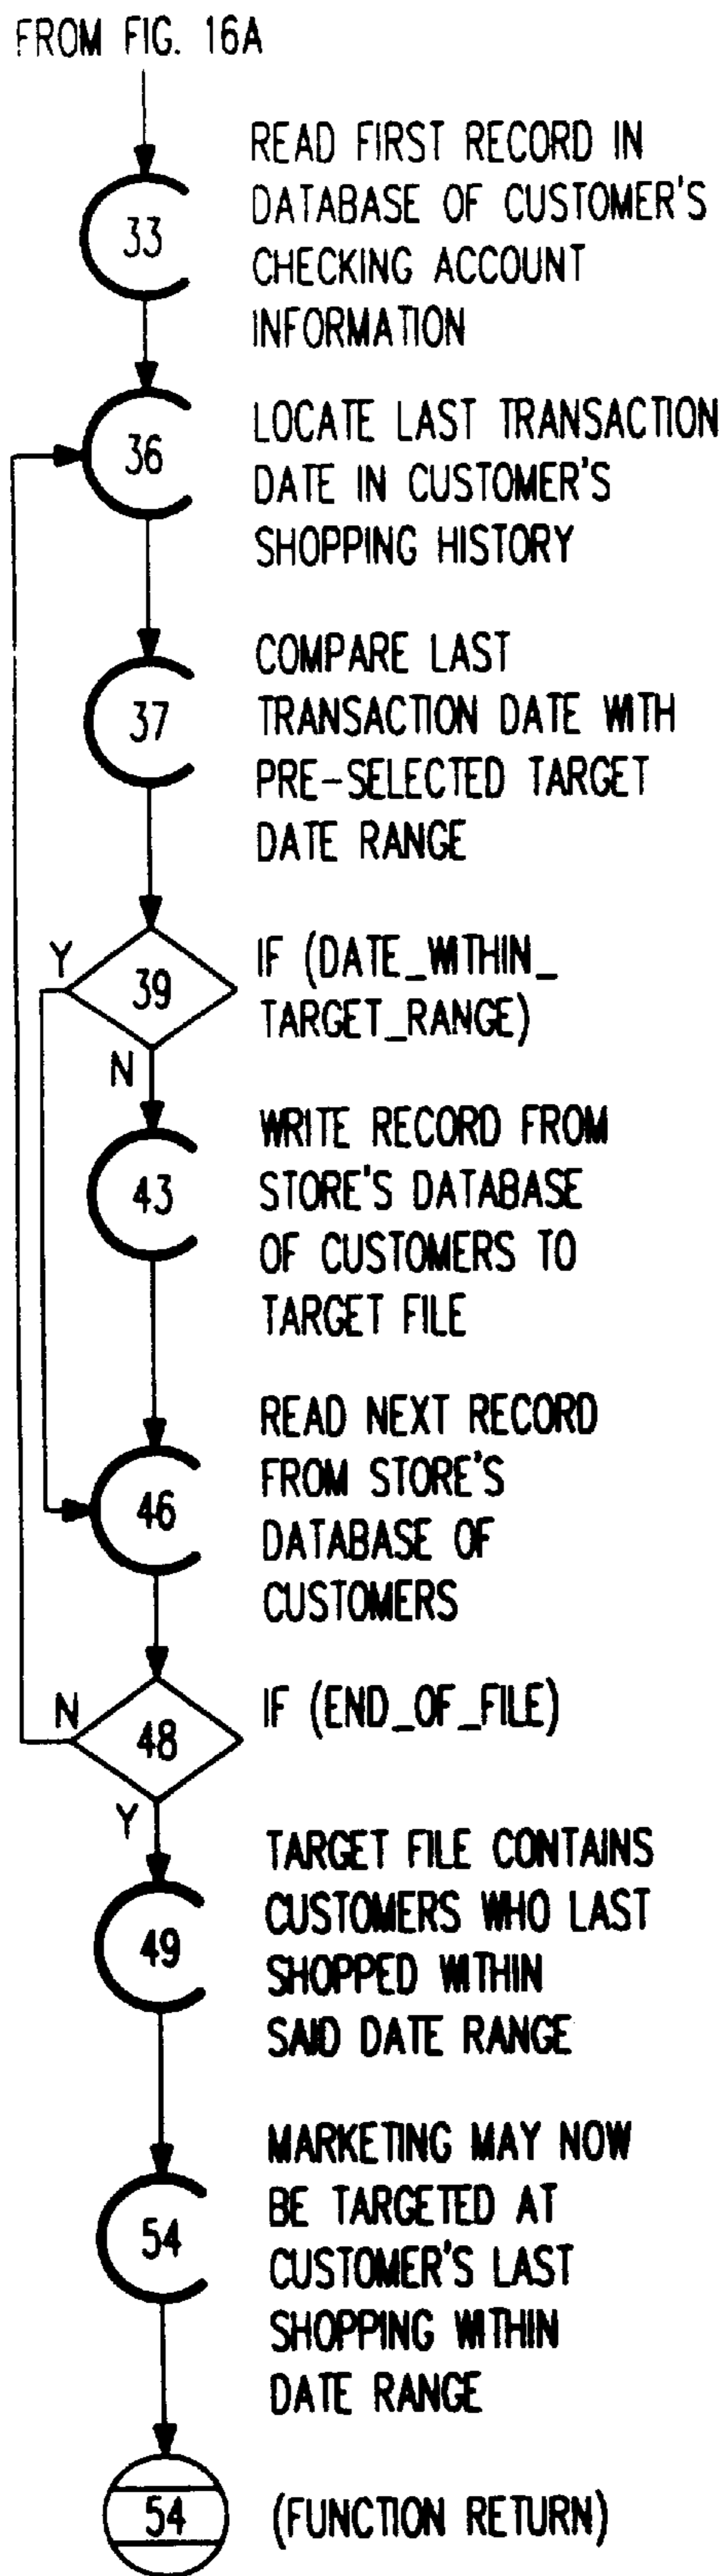 FROM FIG. 16A
33
READ FIRST RECORD IN
DATABASE OF CUSTOMER'S
CHECKING ACCOUNT
INFORMATION
36
LOCATE LAST TRANSACTION
DATE IN CUSTOMER'S
SHOPPING HISTORY
37
COMPARE LAST
TRANSACTION DATE WITH
PRE-SELECTED TARGET
DATE RANGE
Y
39
N
IF (DATE_WITHIN_
TARGET_RANGE)
43
WRITE RECORD FROM
STORE'S DATABASE
OF CUSTOMERS TO
TARGET FILE
46
READ NEXT RECORD
FROM STORE'S
DATABASE OF
CUSTOMERS
N
48
Y
IF (END_OF_FILE)
49
TARGET FILE CONTAINS
CUSTOMERS WHO LAST
SHOPPED WITHIN
SAID DATE RANGE
54
MARKETING MAY NOW
BE TARGETED AT
CUSTOMER'S LAST
SHOPPING WITHIN
DATE RANGE
54
(FUNCTION RETURN)